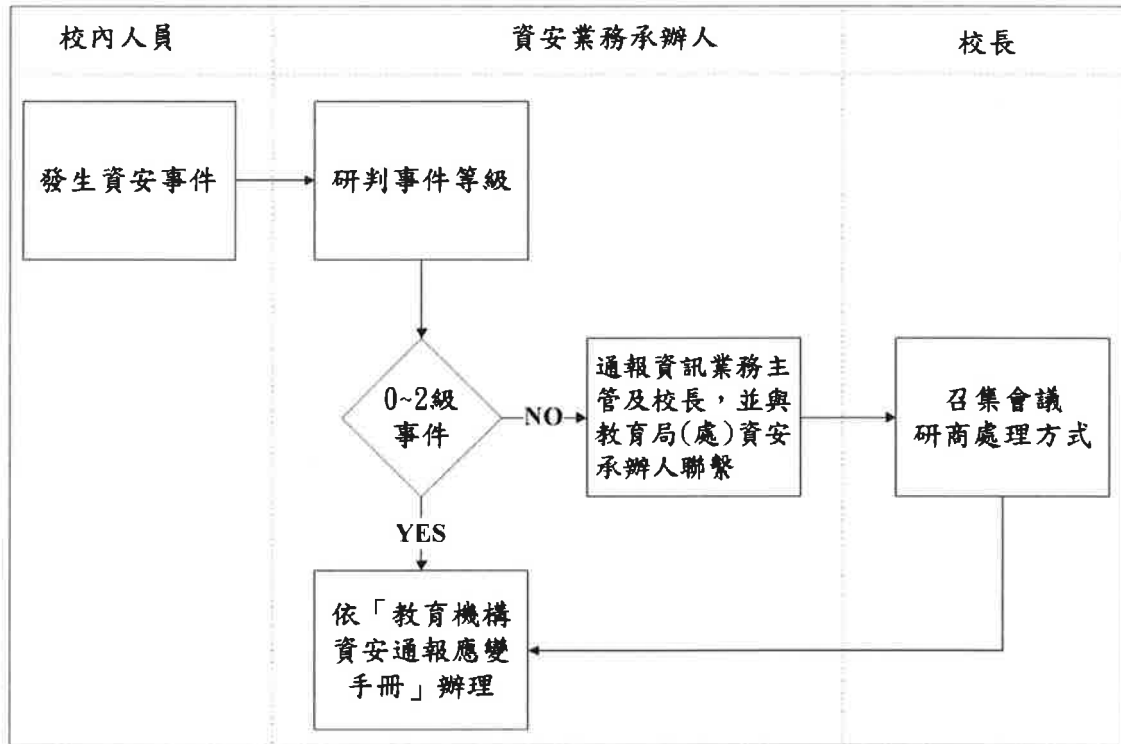 校內人員
資安業務承辦人
校長
發生資安事件
研判事件等級
0~2級
事件
NO
通報資訊業務主
管及校長，並與
教育局(處)資安
承辦人聯繫
召集會議
研商處理方式
YES
依「教育機構
資安通報應變
手冊」辦理